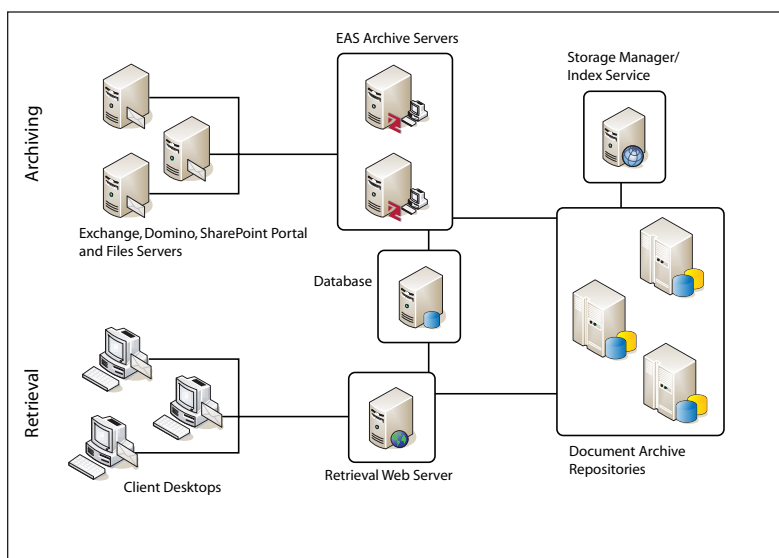 EAS Archive Servers
Storage Manager/
Index Service
Archiving
Exchange, Domino, SharePoint Portal
and Files Servers
Database
Retrieval
Client Desktops
Retrieval Web Server
Document Archive
Repositories